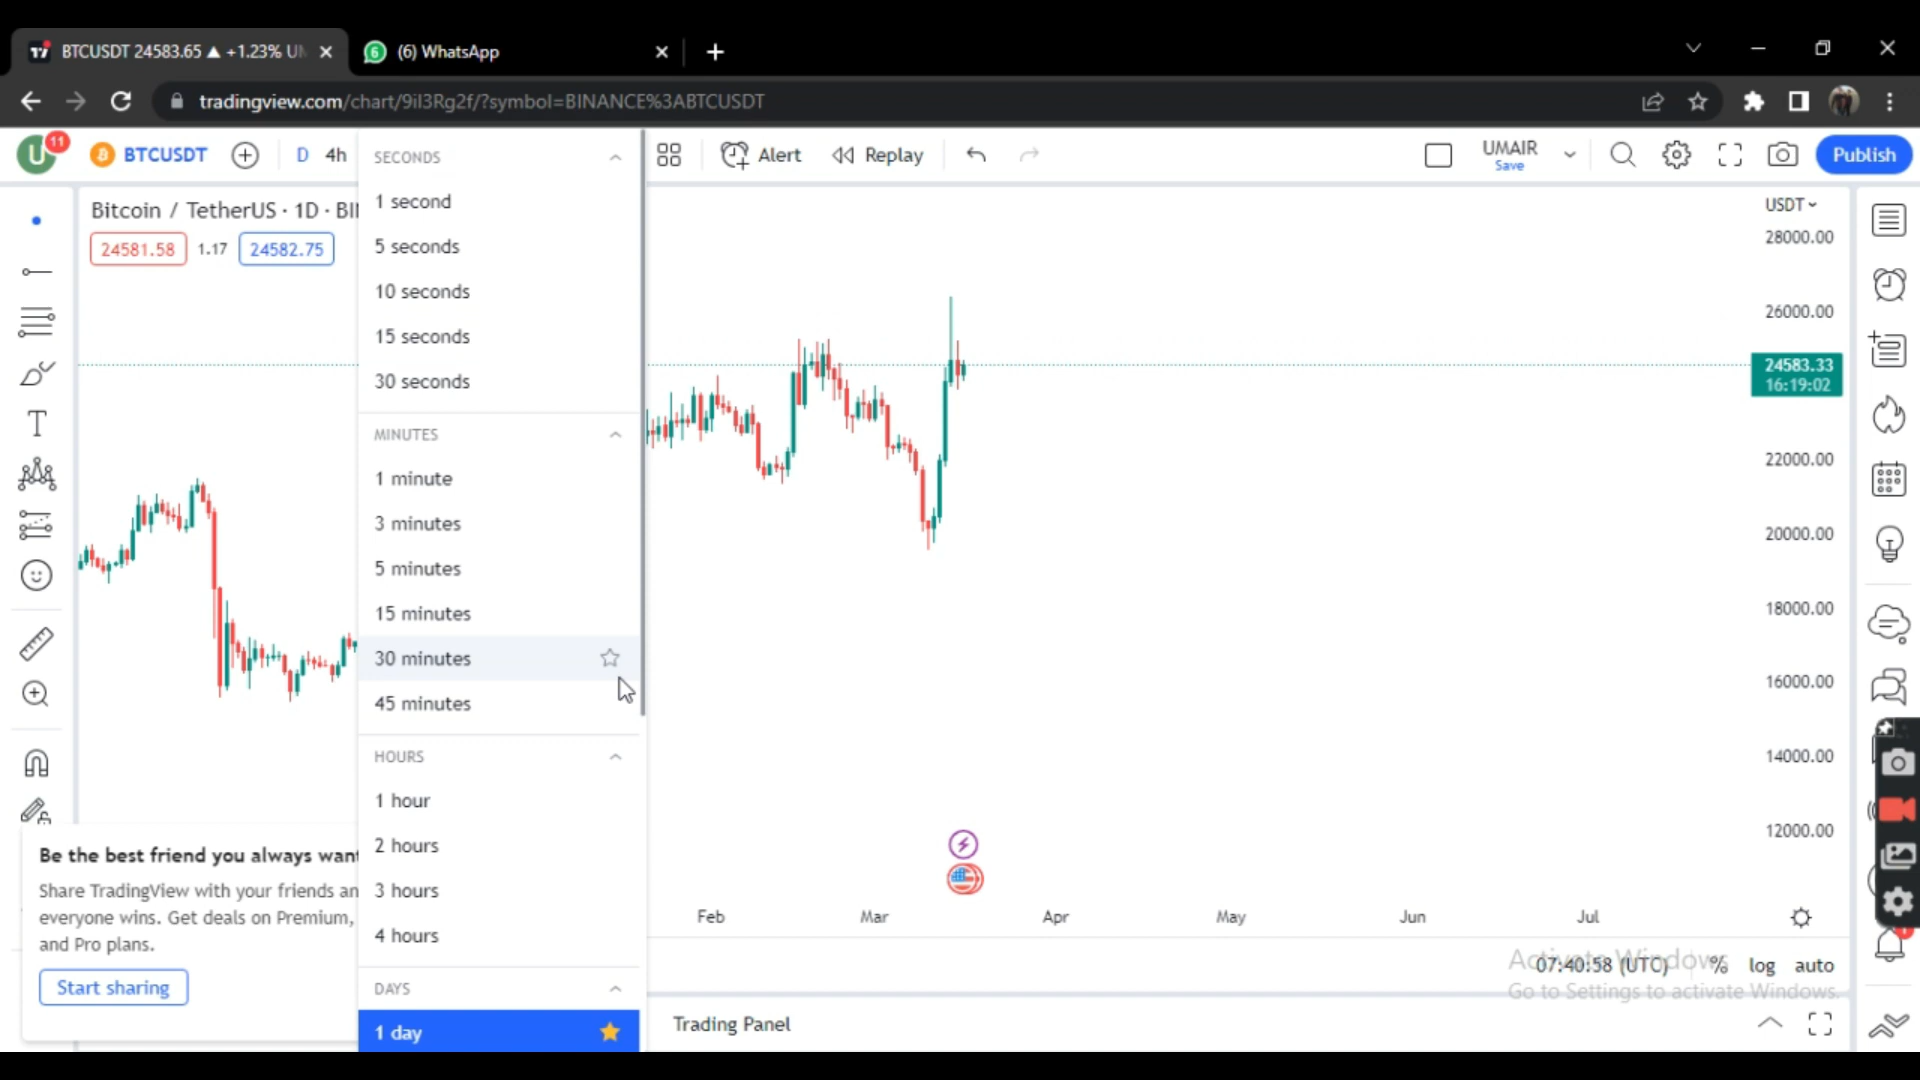 BTCUSDT 24583.65 ▲ +1.23% UN
(6) WhatsApp
tradingview.com/chart/9il3Rg2f/?symbol=BINANCE%3ABTCUSDT
U 11
BTCUSDT
D 4h
Alert
Replay
UMAIR
Save
Publish
Bitcoin / TetherUS · 1D · BI
24581.58 1.17 24582.75
SECONDS
1 second
5 seconds
10 seconds
15 seconds
30 seconds
MINUTES
1 minute
3 minutes
5 minutes
15 minutes
30 minutes
45 minutes
HOURS
1 hour
2 hours
3 hours
4 hours
DAYS
1 day
USDT
28000.00
26000.00
24583.33
16:19:02
22000.00
20000.00
18000.00
16000.00
14000.00
12000.00
Feb Mar Apr May Jun Jul
Be the best friend you always want
Share TradingView with your friends an
everyone wins. Get deals on Premium,
and Pro plans.
Start sharing
07:40:58 (UTC) % log auto
Activate Windows
Go to Settings to activate Windows.
Trading Panel